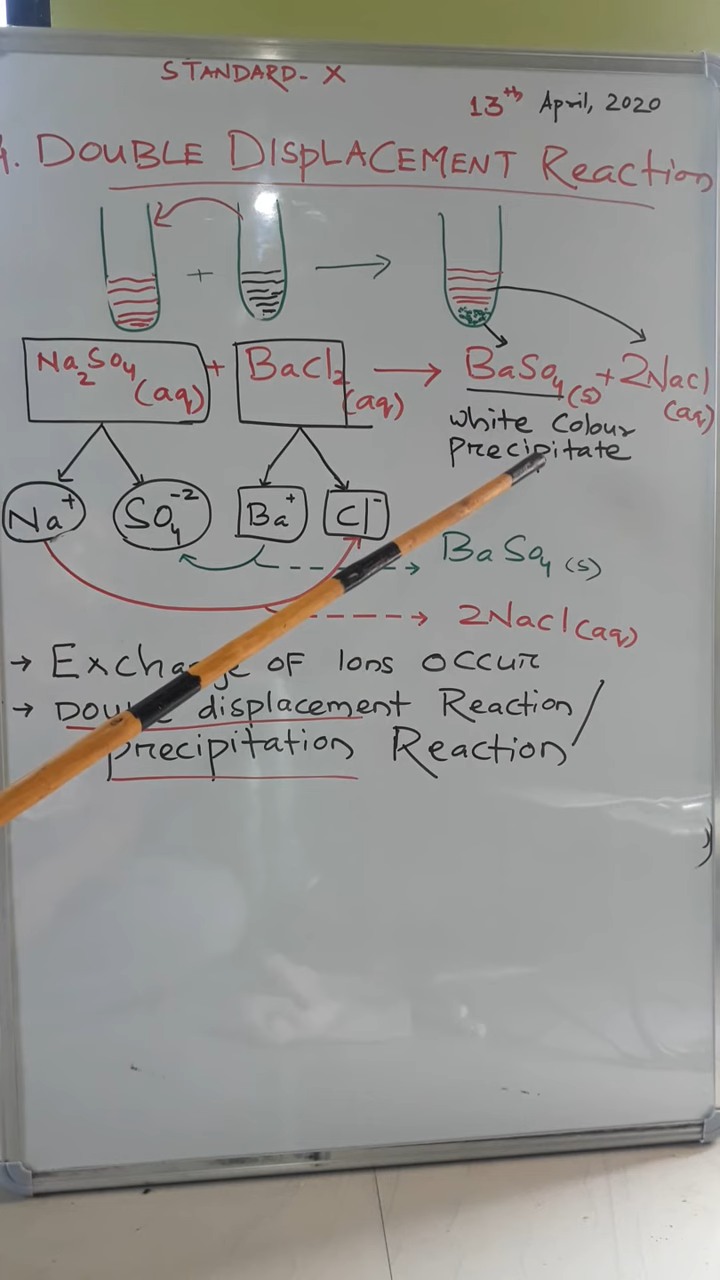 STANDARD- X
13th April, 2020
4. DOUBLE DISPLACEMENT Reaction
+
Na2SO4 (aq) + BaCl2 (aq) → BaSO4 (s) + 2Nacl (aq)
white colour
precipitate
Na+ SO4-2 Ba+ Cl-
BaSO4 (s)
2Nacl (aq)
→ Exchange OF Ions occur
→ Double displacement Reaction/
precipitation Reaction